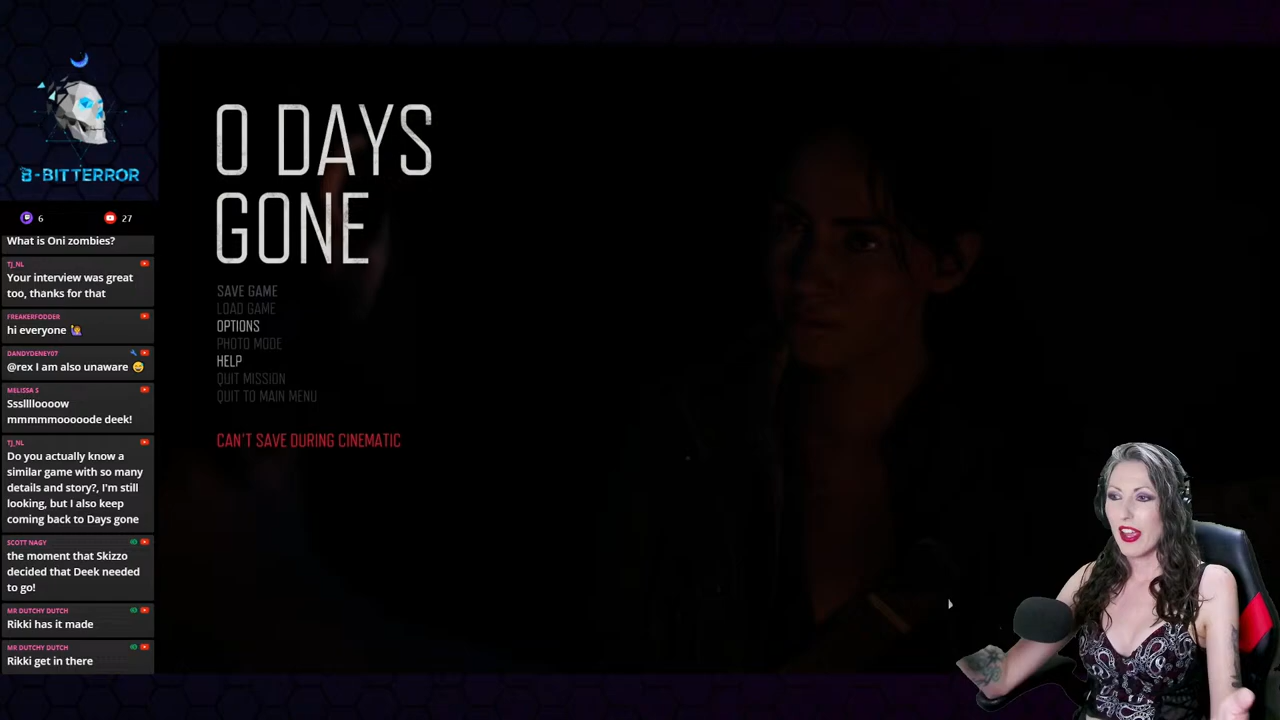 8-BITTERROR
6
27
What is Oni zombies?
TJ_NL
Your interview was great
too, thanks for that
FREAKERFODDER
hi everyone 🙋
DANDYDENEY07
@rex I am also unaware 😅
MELISSA S
Ssslllloooow
mmmmmooooode deek!
TJ_NL
Do you actually know a
similar game with so many
details and story?, I'm still
looking, but I also keep
coming back to Days gone
SCOTT NAGY
the moment that Skizzo
decided that Deek needed
to go!
MR DUTCHY DUTCH
Rikki has it made
MR DUTCHY DUTCH
Rikki get in there
0 DAYS
GONE
SAVE GAME
LOAD GAME
OPTIONS
PHOTO MODE
HELP
QUIT MISSION
QUIT TO MAIN MENU
CAN'T SAVE DURING CINEMATIC